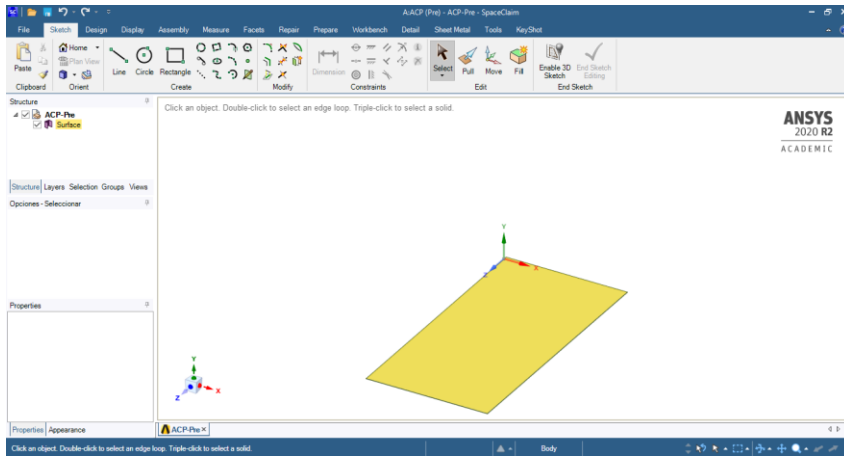 A:ACP (Pre) - ACP-Pre - SpaceClaim
File Sketch Design Display Assembly Measure Facets Repair Prepare Workbench Detail Sheet Metal Tools KeyShot
Paste
Home
Plan View
Line Circle Rectangle
Dimension
Select Pull Move Fill
Enable 3D Sketch
End Sketch Editing
Clipboard Orient Create Modify Constraints Edit End Sketch
Structure
ACP-Pre
Surface
Structure Layers Selection Groups Views
Opciones - Seleccionar
Properties
Properties Appearance
Click an object. Double-click to select an edge loop. Triple-click to select a solid.
ANSYS
2020 R2
ACADEMIC
Y
X
Z
Y
X
Z
ACP-Pre
Click an object. Double-click to select an edge loop. Triple-click to select a solid.
Body